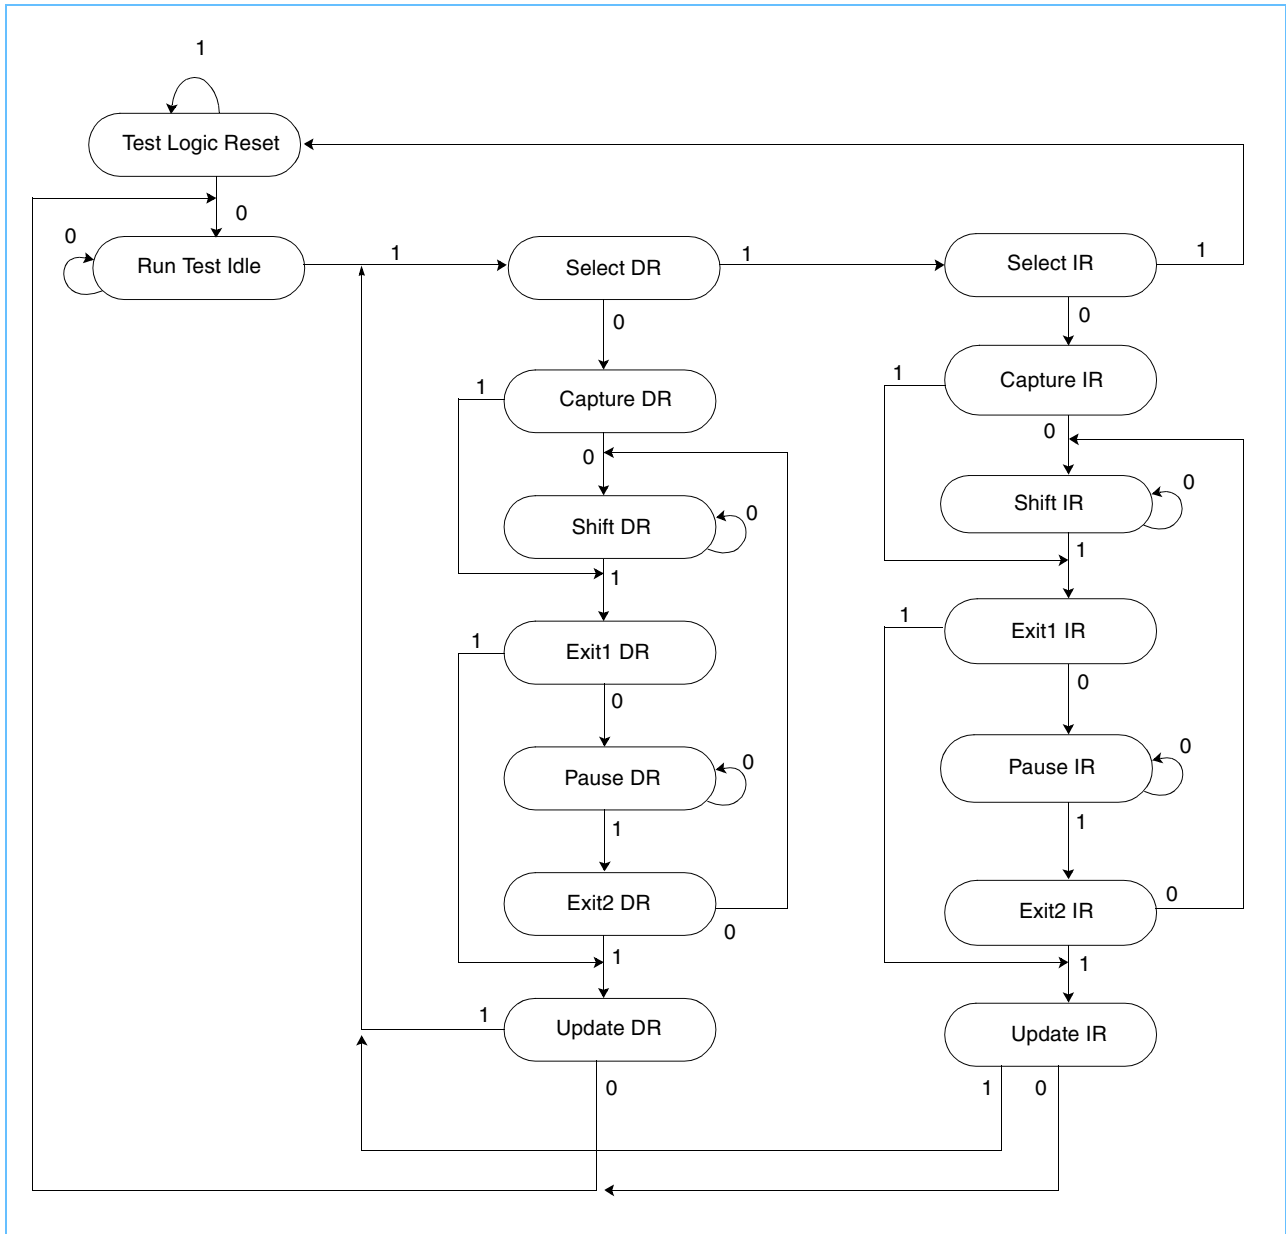 1
Test Logic Reset
0
0
Run Test Idle
1
Select DR
1
Select IR
1
0
0
1
Capture DR
1
Capture IR
0
0
Shift DR
0
Shift IR
0
1
1
1
Exit1 DR
1
Exit1 IR
0
0
Pause DR
0
Pause IR
0
1
1
Exit2 DR
0
Exit2 IR
0
1
1
1
Update DR
Update IR
0
1
0